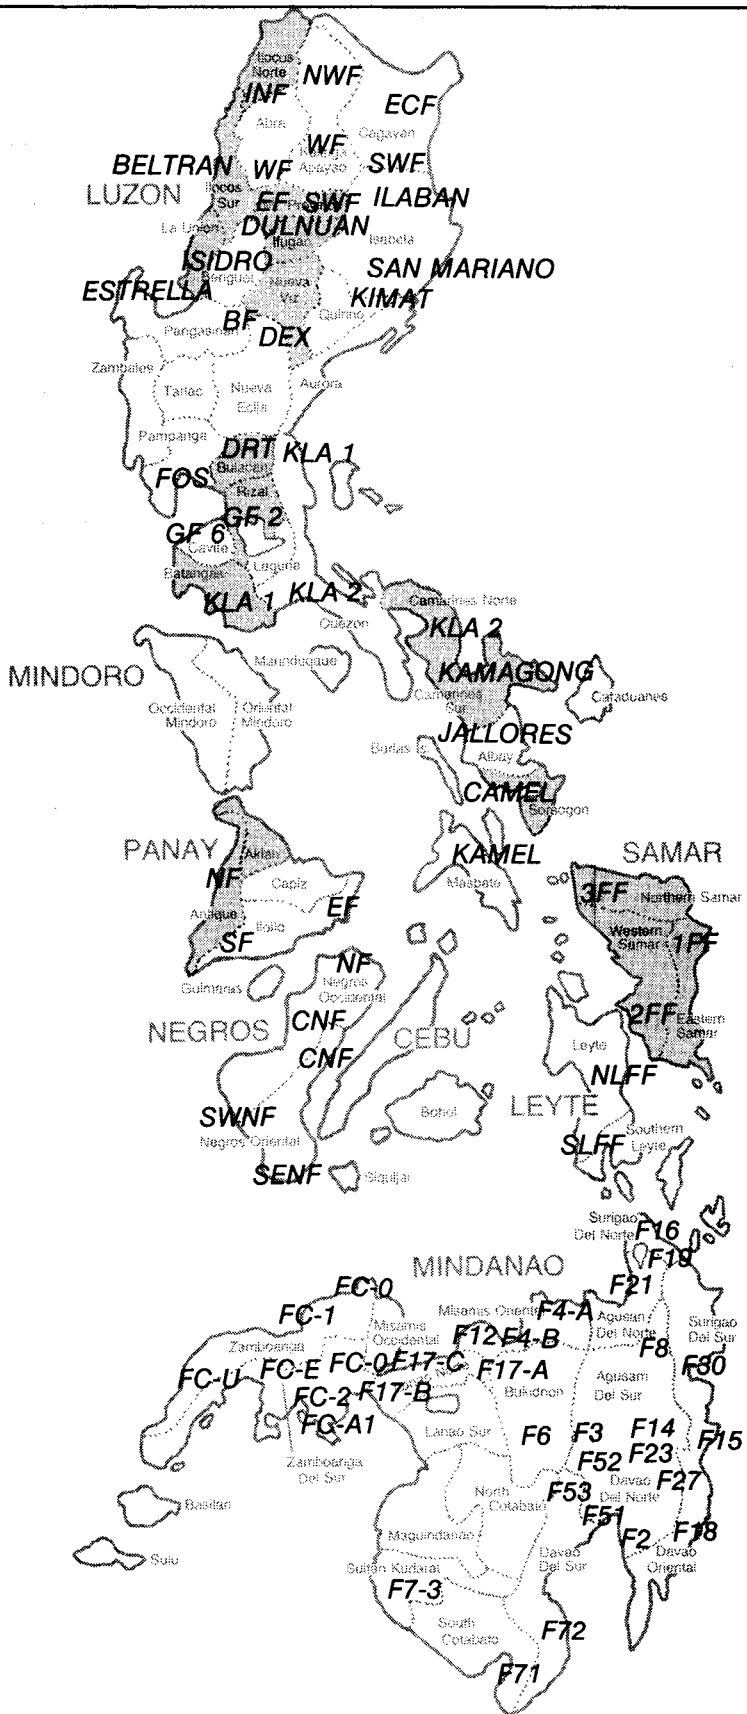 Ilocus
Norte
NWF
INF
ECF
Abra
Cagayan
WF
Kalinga
Apayao
BELTRAN
WF
SWF
LUZON
Ilocus
Sur
EF
SWF
ILABAN
La Union
DULNUAN
Ifugao
Isabela
ISIDRO
SAN MARIANO
Benguet
ESTRELLA
Nueva
Viz
KIMAT
Quirino
BF
Pangasinan
DEX
Zambales
Tarlac
Nueva
Ecija
Aurora
Pampanga
DRT
KLA 1
Bulacan
FOS
Rizal
GF 2
GF 6
Cavite
Batangas
Laguna
KLA 1
KLA 2
Camarines Norte
Quezon
KLA 2
Marinduque
MINDORO
KAMAGONG
Camarines
Sur
Cataduanes
Occidental
Mindoro
Oriental
Mindoro
JALLORES
Burias Is.
Albay
CAMEL
Sorsogon
PANAY
Aklan
KAMEL
SAMAR
NF
Capiz
Masbate
3FF
Northern Samar
EF
Antique
Iloilo
Western
Samar
1PF
SF
NF
Guimaras
Negros
Occidental
2FF
Eastern
Samar
CNF
NEGROS
CEBU
Leyte
CNF
NLFF
SWNF
Bohol
LEYTE
Negros Oriental
Southern
Leyte
SLFF
SENF
Siquijar
Surigao
Del Norte
F16
F19
MINDANAO
F21
FC-0
FC-1
Misamis Oriental
F4-A
Agusan
Del Norte
Surigao
Del Sur
Misamis
Occidental
F12
F4-B
Zamboanga
F8
FC-E
FC-0
F17-C
F17-A
F30
FC-U
Bukidnon
Agusam
Del Sur
FC-2
F17-B
FC-A1
Lanao Sur
F6
F3
F14
F15
F23
F52
Zamboanga
Del Sur
North
Cotabato
F53
Davao
Del Norte
F27
Basilan
F51
Maguindanao
F2
F18
Sulu
Sultan Kudarat
Davao
Del Sur
Davao
Oriental
F7-3
South
Cotabato
F72
F71